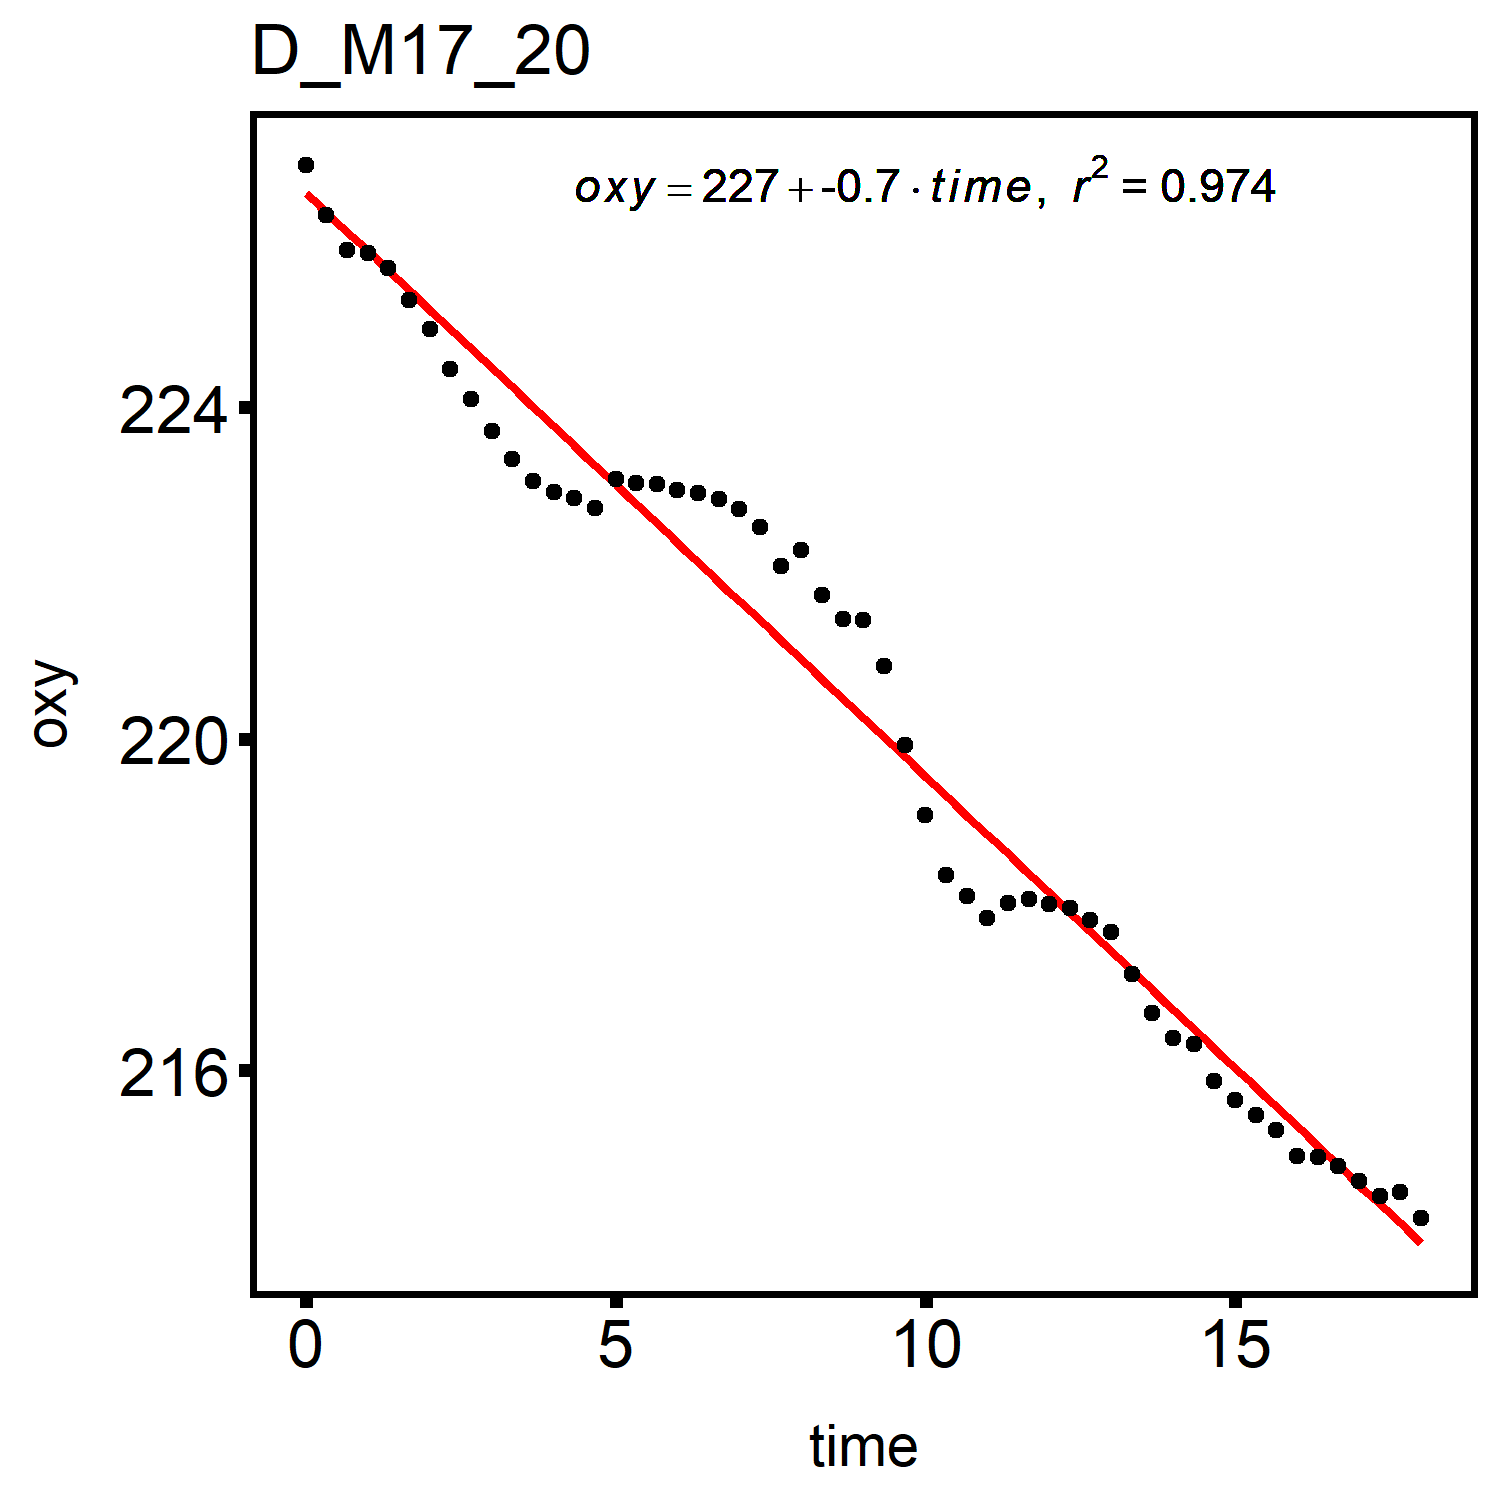 D_M17_20
oxy = 227 + -0.7 · time, r² = 0.974
224
220
216
oxy
0 5 10 15
time